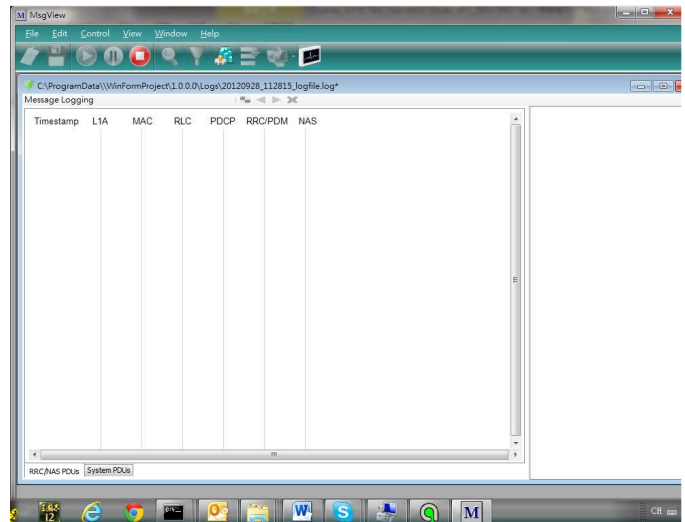 M MsgView
File Edit Control View Window Help
C:\ProgramData\\WinFormProject\1.0.0.0\Logs\20120928_112815_logfile.log*
Message Logging
Timestamp L1A MAC RLC PDCP RRC/PDM NAS
RRC/NAS PDUs System PDUs
12
C:\_
W
S
M
CH